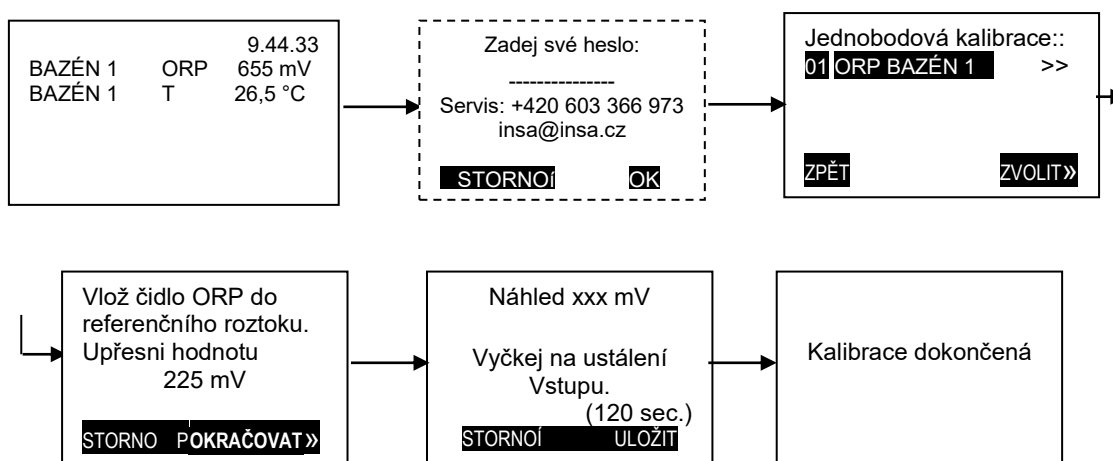 9.44.33
BAZÉN 1 ORP 655 mV
BAZÉN 1 T 26,5 °C
Zadej své heslo:
---------------
Servis: +420 603 366 973
insa@insa.cz
STORNOí OK
Jednobodová kalibrace::
01 ORP BAZÉN 1 >>
ZPĚT ZVOLIT»
Vlož čidlo ORP do
referenčního roztoku.
Upřesni hodnotu
225 mV
STORNO POKRAČOVAT»
Náhled xxx mV
Vyčkej na ustálení
Vstupu.
(120 sec.)
STORNOÍ ULOŽIT
Kalibrace dokončená